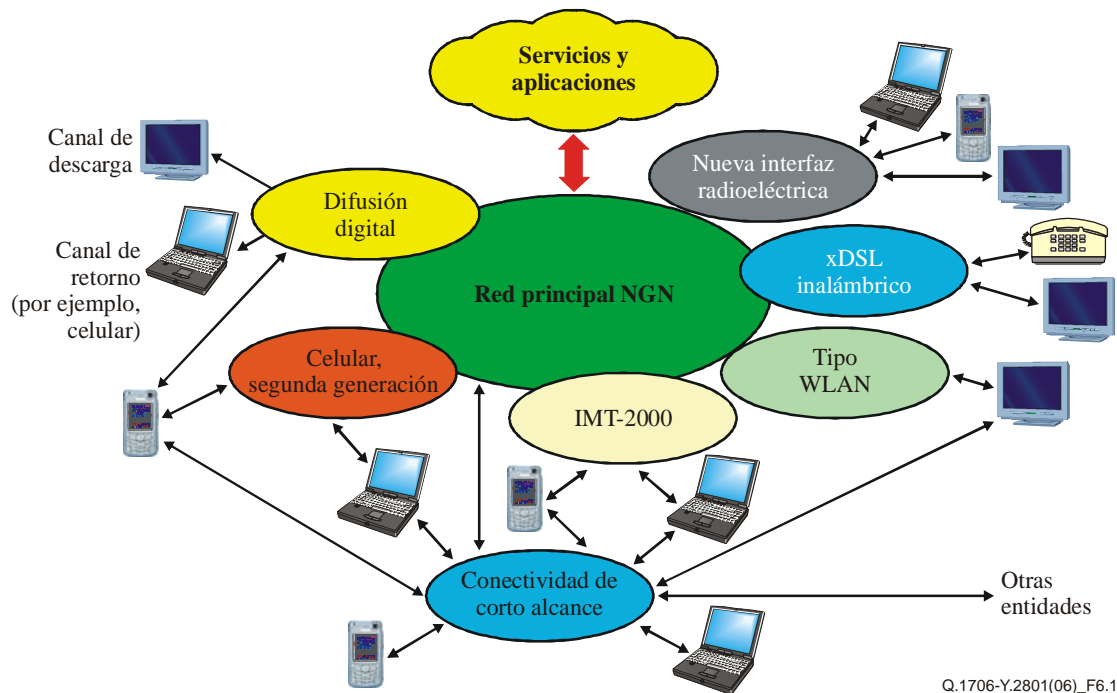 Servicios y
aplicaciones
Canal de
descarga
Nueva interfaz
radioeléctrica
Difusión
digital
Canal de
retorno
(por ejemplo,
celular)
xDSL
inalámbrico
Red principal NGN
Celular,
segunda generación
Tipo
WLAN
IMT-2000
Conectividad de
corto alcance
Otras
entidades
Q.1706-Y.2801(06)_F6.1